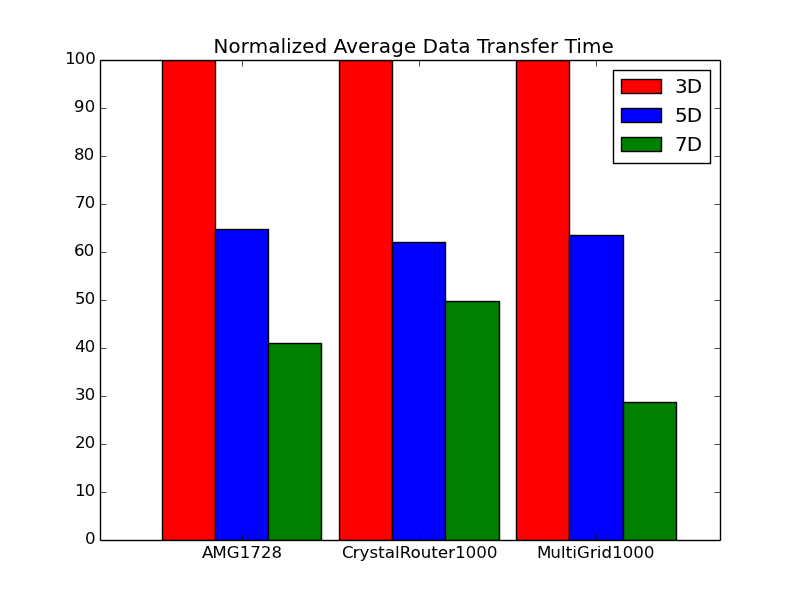 Normalized Average Data Transfer Time
100
90
80
70
60
50
40
30
20
10
0
3D
5D
7D
AMG1728 CrystalRouter1000 MultiGrid1000